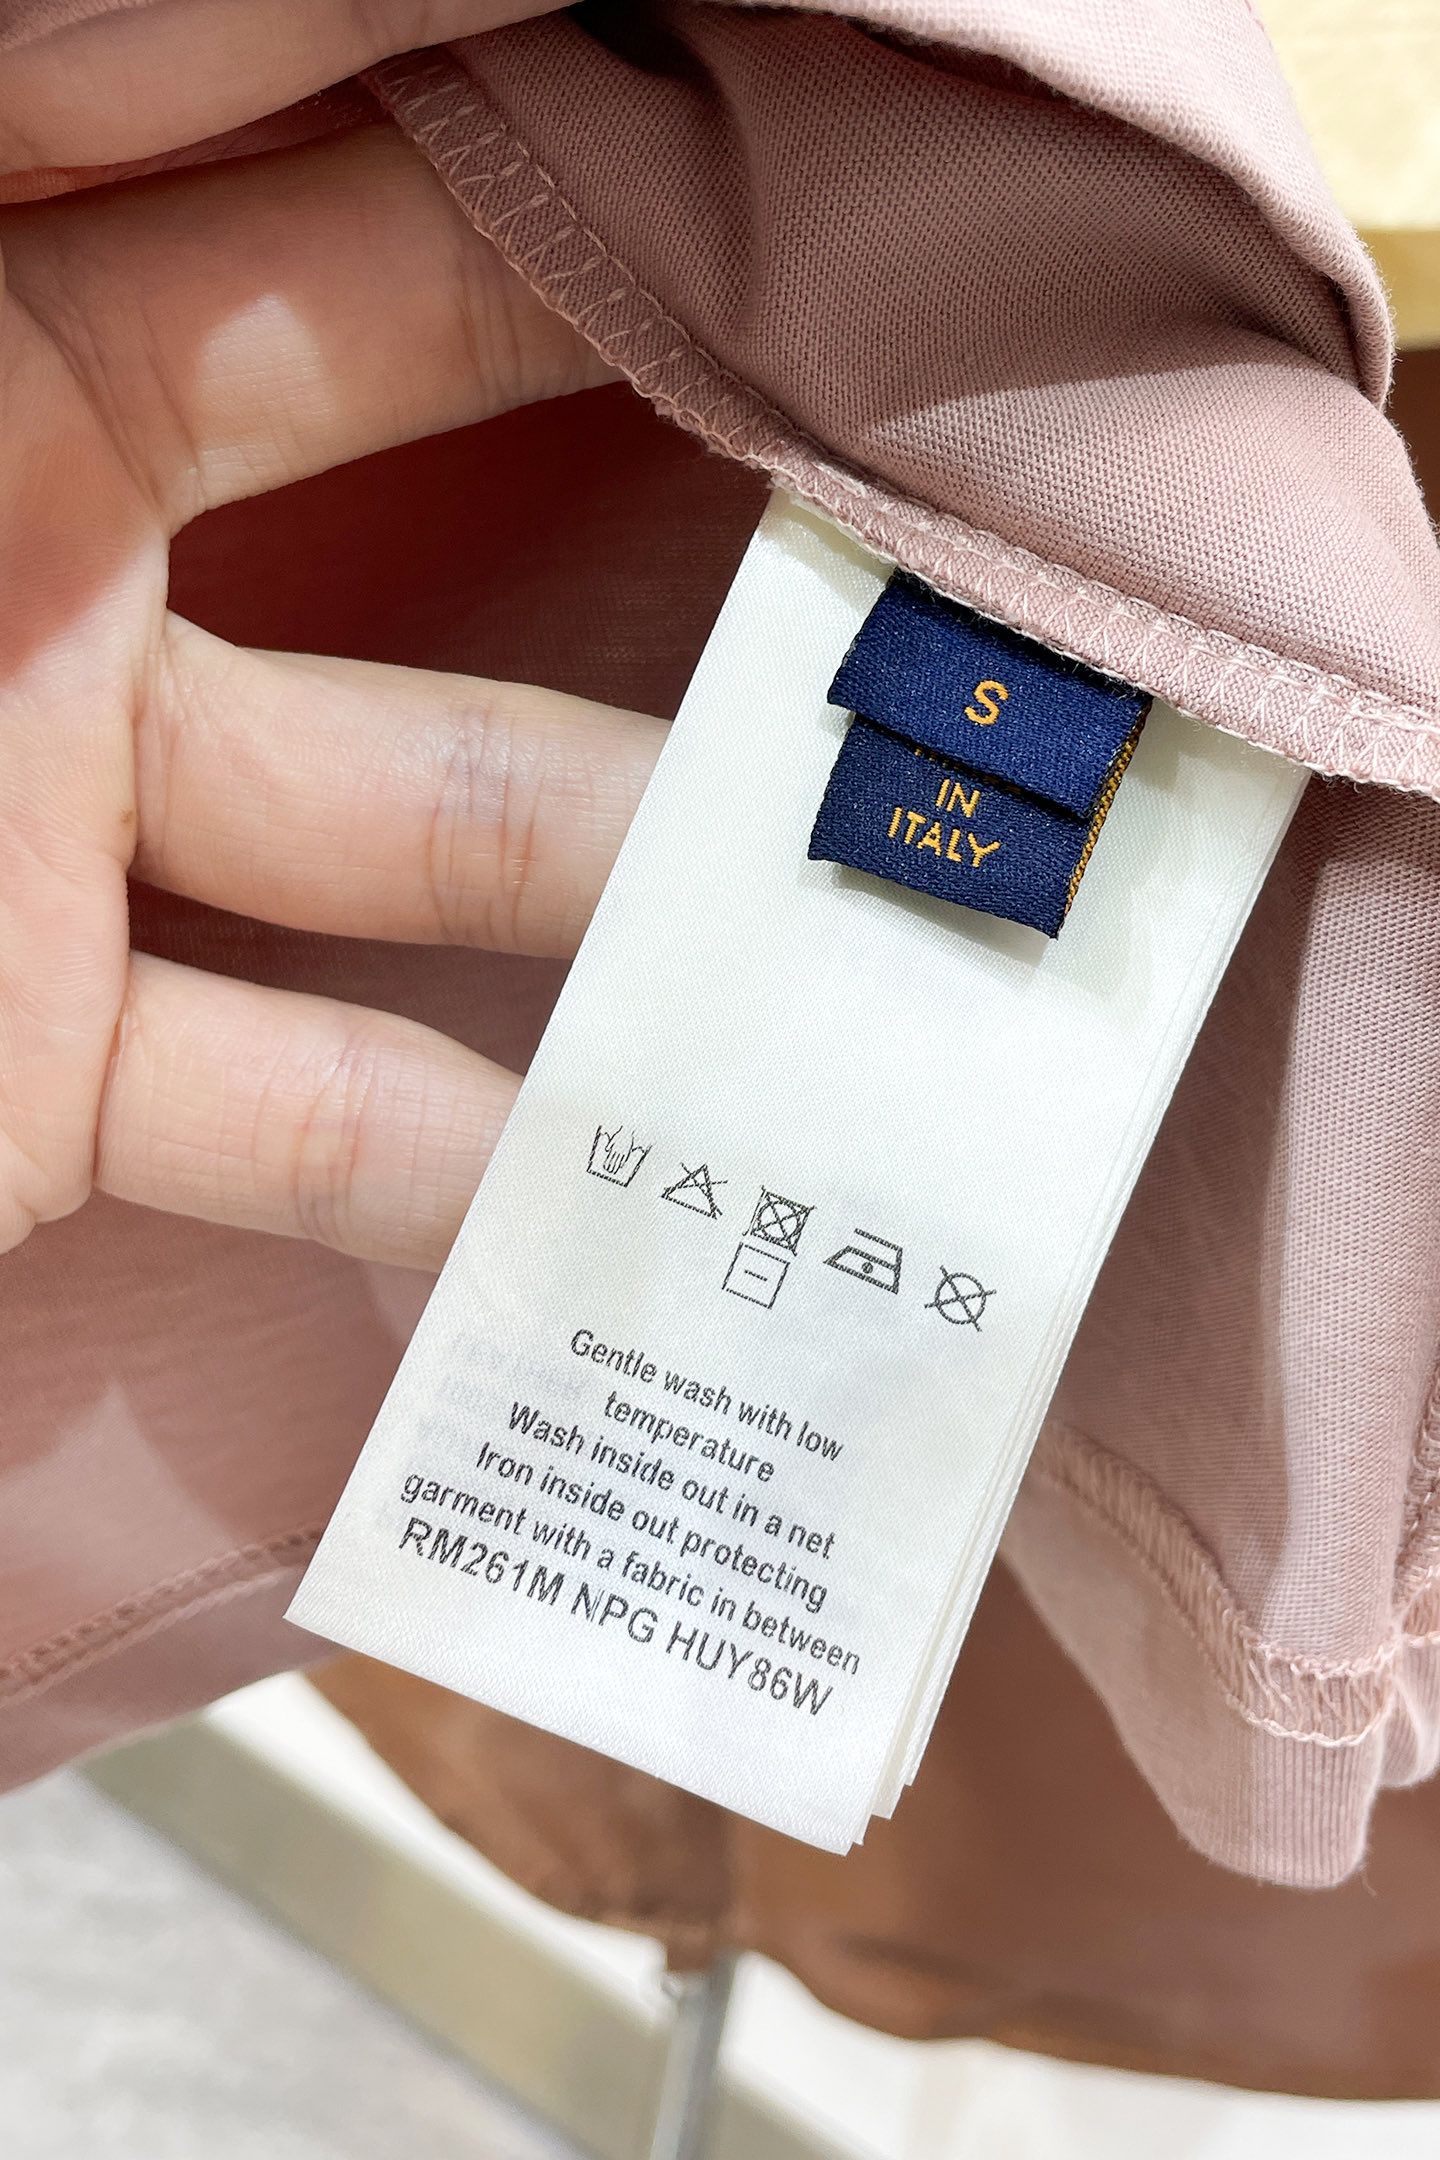 S
IN
ITALY
Gentle wash with low
temperature
Wash inside out in a net
Iron inside out protecting
garment with a fabric in between
RM261M NPG HUY86W